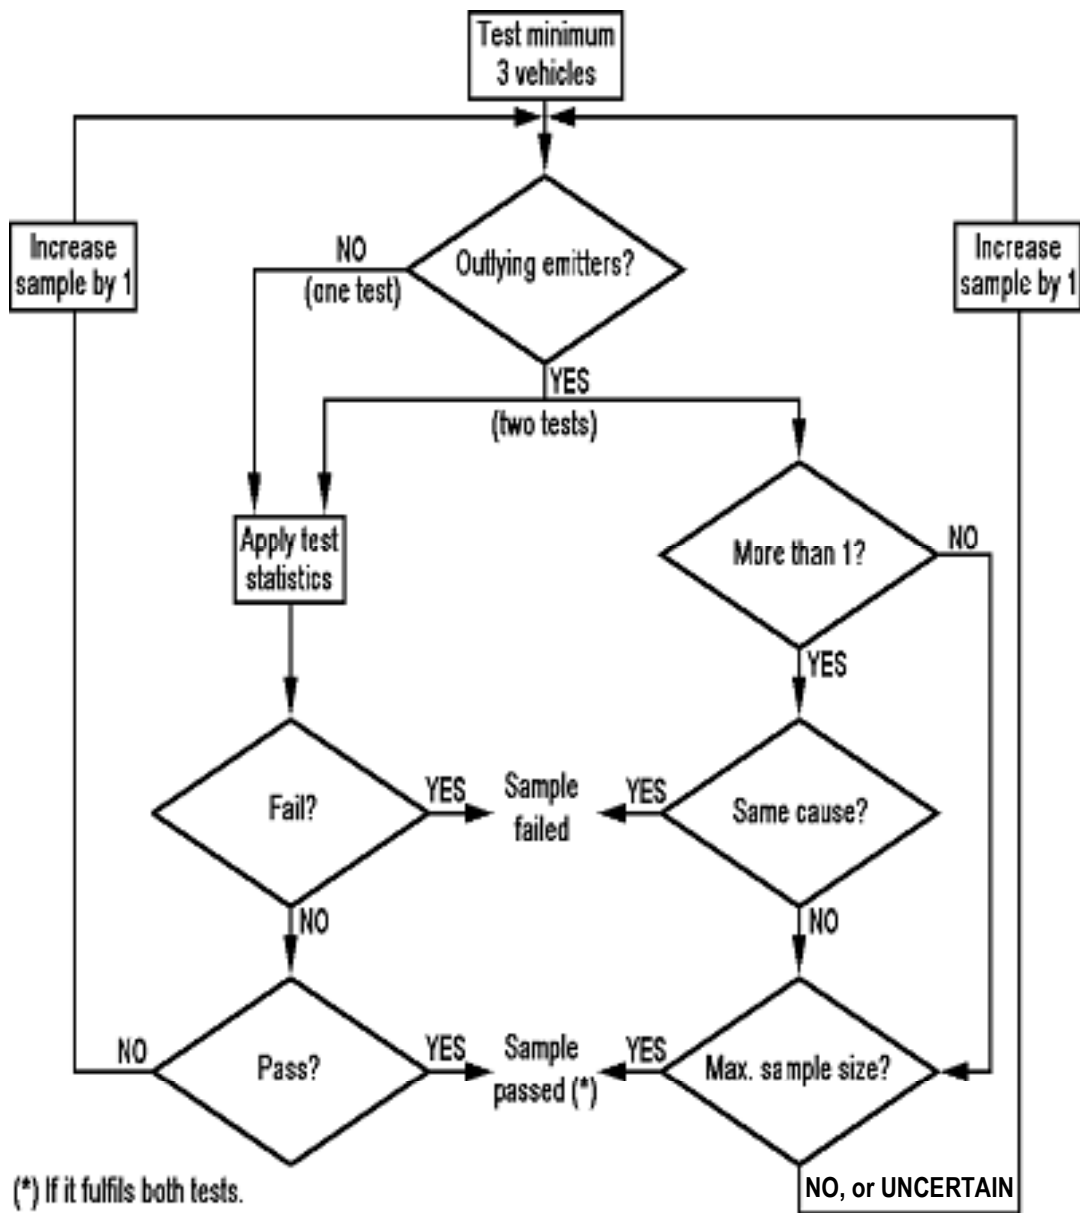 Test minimum
3 vehicles
Increase
sample by 1
NO
(one test)
Outlying emitters?
Increase
sample by 1
YES
(two tests)
Apply test
statistics
More than 1?
NO
YES
Fail?
YES
Sample
failed
YES
Same cause?
NO
NO
NO
Pass?
YES
Sample
passed (*)
YES
Max. sample size?
(*) If it fulfils both tests.
NO, or UNCERTAIN